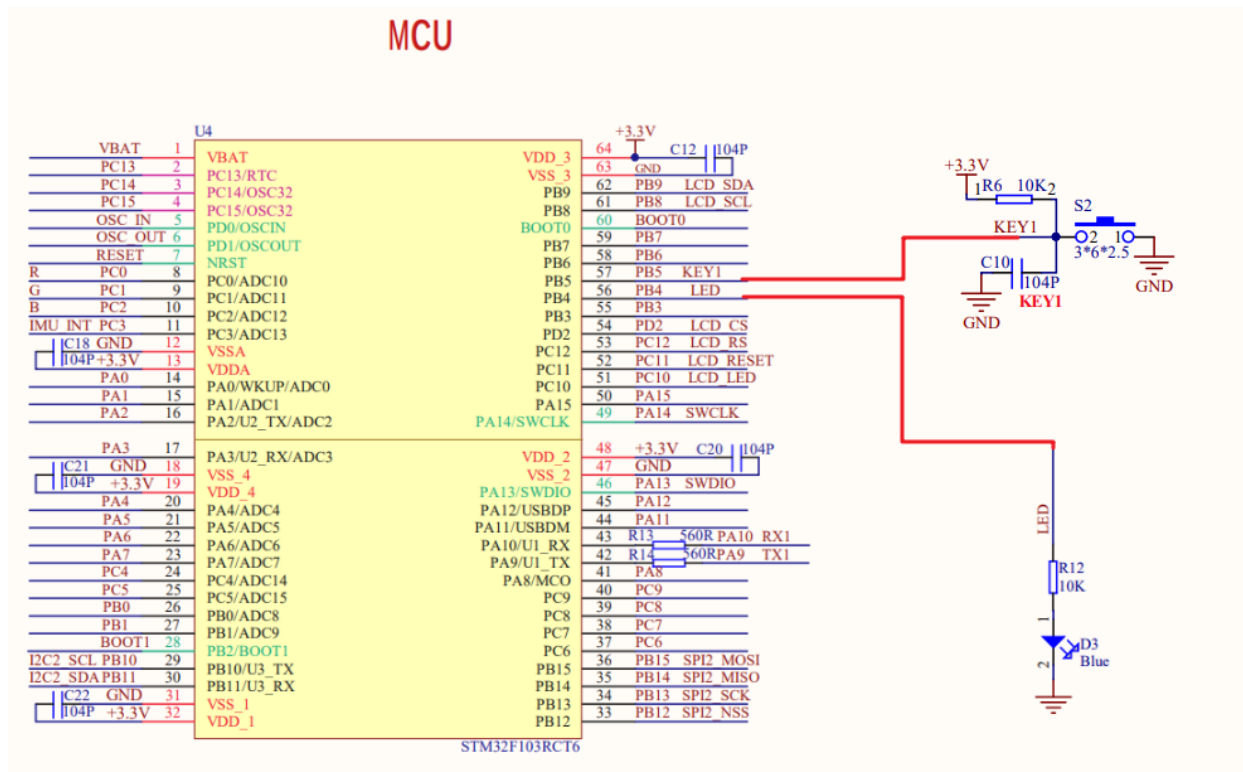 MCU
U4
VBAT 1 VBAT
PC13 2 PC13/RTC
PC14 3 PC14/OSC32
PC15 4 PC15/OSC32
OSC_IN 5 PD0/OSCIN
OSC_OUT 6 PD1/OSCOUT
RESET 7 NRST
R PC0 8 PC0/ADC10
G PC1 9 PC1/ADC11
B PC2 10 PC2/ADC12
IMU_INT PC3 11 PC3/ADC13
C18 GND 12 VSSA
104P +3.3V 13 VDDA
PA0 14 PA0/WKUP/ADC0
PA1 15 PA1/ADC1
PA2 16 PA2/U2_TX/ADC2
PA3 17 PA3/U2_RX/ADC3
C21 GND 18 VSS_4
104P +3.3V 19 VDD_4
PA4 20 PA4/ADC4
PA5 21 PA5/ADC5
PA6 22 PA6/ADC6
PA7 23 PA7/ADC7
PC4 24 PC4/ADC14
PC5 25 PC5/ADC15
PB0 26 PB0/ADC8
PB1 27 PB1/ADC9
BOOT1 28 PB2/BOOT1
I2C2_SCL PB10 29 PB10/U3_TX
I2C2_SDA PB11 30 PB11/U3_RX
C22 GND 31 VSS_1
104P +3.3V 32 VDD_1
+3.3V
VDD_3 64 C12 104P
VSS_3 63 GND
PB9 62 PB9 LCD_SDA
PB8 61 PB8 LCD_SCL
BOOT0 60 BOOT0
PB7 59 PB7
PB6 58 PB6
PB5 57 PB5 KEY1
PB4 56 PB4 LED
PB3 55 PB3
PD2 54 PD2 LCD_CS
PC12 53 PC12 LCD_RS
PC11 52 PC11 LCD_RESET
PC10 51 PC10 LCD_LED
PA15 50 PA15
PA14/SWCLK 49 PA14 SWCLK
VDD_2 48 +3.3V C20 104P
VSS_2 47 GND
PA13/SWDIO 46 PA13 SWDIO
PA12/USBDP 45 PA12
PA11/USBDM 44 PA11
PA10/U1_RX 43 R13 560R PA10 RX1
PA9/U1_TX 42 R14 560R PA9 TX1
PA8/MCO 41 PA8
PC9 40 PC9
PC8 39 PC8
PC7 38 PC7
PC6 37 PC6
PB15 36 PB15 SPI2_MOSI
PB14 35 PB14 SPI2_MISO
PB13 34 PB13 SPI2_SCK
PB12 33 PB12 SPI2_NSS
STM32F103RCT6
+3.3V
1 R6 10K 2
S2
KEY1
2 1
3*6*2.5
C10
104P
KEY1
GND
GND
LED
R12
10K
1
D3
Blue
2